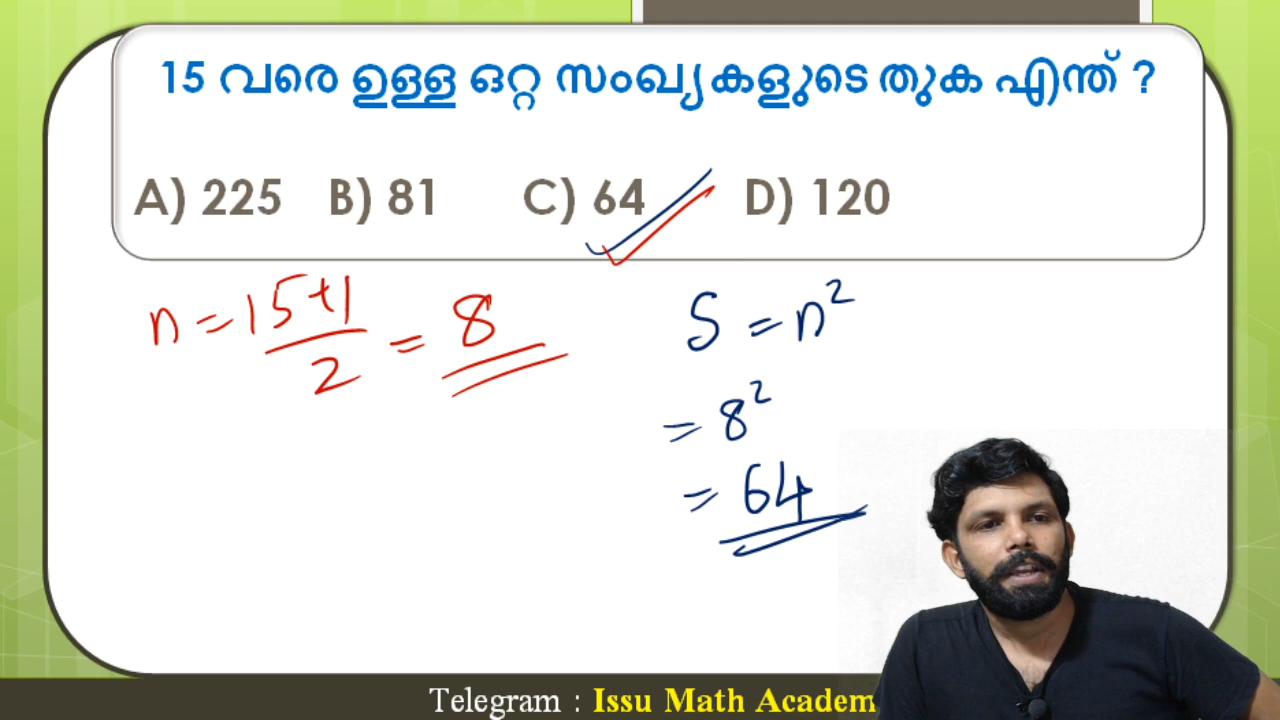 15 വരെ ഉള്ള ഒറ്റ സംഖ്യകളുടെ തുക എന്ത് ?
A) 225 B) 81 C) 64 D) 120
n = 15+1/2 = 8
S = n²
= 8²
= 64
Telegram : Issu Math Academ